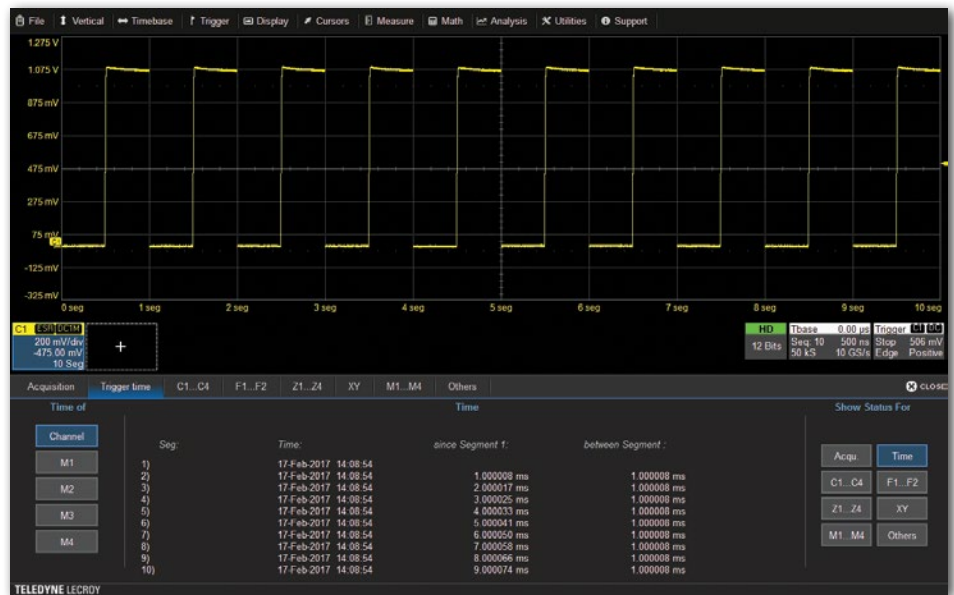 File Vertical Timebase Trigger Display Cursors Measure Math Analysis Utilities Support
1.275 V
1.075 V
875 mV
675 mV
475 mV
275 mV
75 mV
C1
-125 mV
-325 mV
0 seg 1 seg 2 seg 3 seg 4 seg 5 seg 6 seg 7 seg 8 seg 9 seg 10 seg
C1 ESR DC1M
200 mV/div
-475.00 mV
10 Seg
+
HD
12 Bits
Tbase 0.00 µs
Seq: 10 500 ns
50 kS 10 GS/s
Trigger C1 DC
Stop 506 mV
Edge Positive
Acquisition Trigger time C1...C4 F1...F2 Z1...Z4 XY M1...M4 Others CLOSE
Time of Time Show Status For
Channel
M1
M2
M3
M4
Seg: Time: since Segment 1: between Segment :
1) 17-Feb-2017 14:08:54
2) 17-Feb-2017 14:08:54 1.000008 ms 1.000008 ms
3) 17-Feb-2017 14:08:54 2.000017 ms 1.000008 ms
4) 17-Feb-2017 14:08:54 3.000025 ms 1.000008 ms
5) 17-Feb-2017 14:08:54 4.000033 ms 1.000008 ms
6) 17-Feb-2017 14:08:54 5.000041 ms 1.000008 ms
7) 17-Feb-2017 14:08:54 6.000050 ms 1.000008 ms
8) 17-Feb-2017 14:08:54 7.000058 ms 1.000008 ms
9) 17-Feb-2017 14:08:54 8.000066 ms 1.000008 ms
10) 17-Feb-2017 14:08:54 9.000074 ms 1.000008 ms
Acqu. Time
C1...C4 F1...F2
Z1...Z4 XY
M1...M4 Others
TELEDYNE LECROY